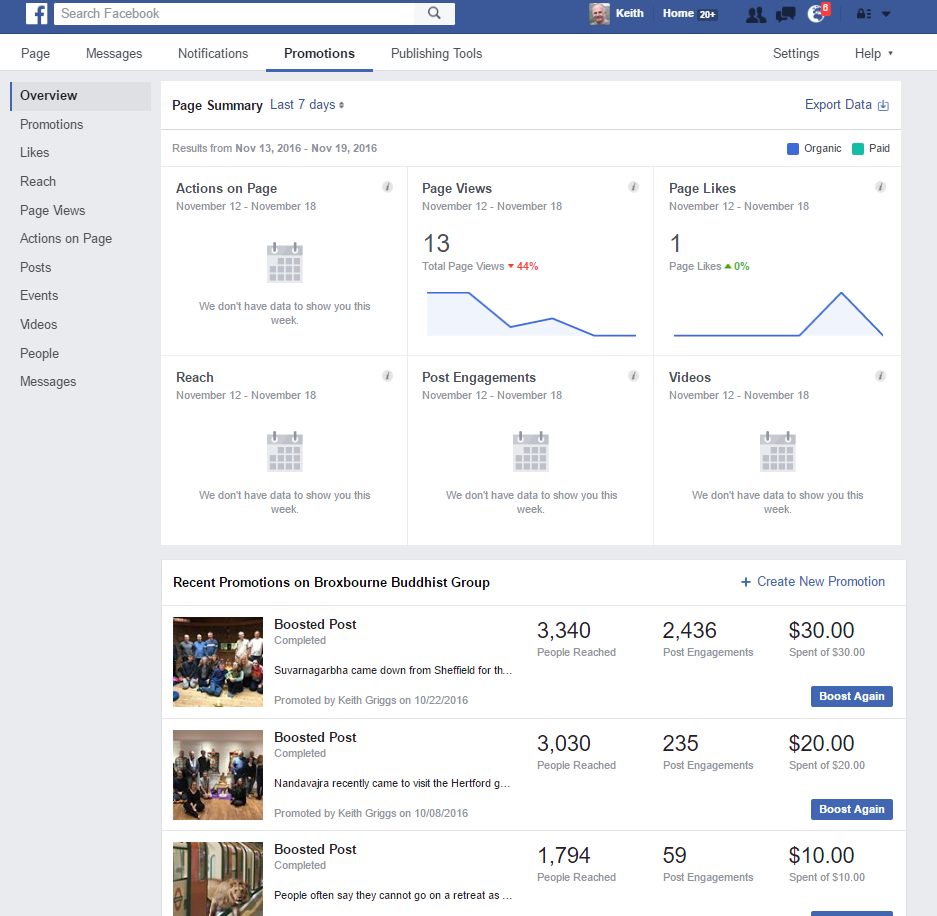 f Search Facebook Keith Home 20+ 8
Page Messages Notifications Promotions Publishing Tools Settings Help
Overview
Promotions
Likes
Reach
Page Views
Actions on Page
Posts
Events
Videos
People
Messages
Page Summary Last 7 days Export Data
Results from Nov 13, 2016 - Nov 19, 2016 Organic Paid
Actions on Page i
November 12 - November 18
We don't have data to show you this
week.
Page Views i
November 12 - November 18
13
Total Page Views 44%
Page Likes i
November 12 - November 18
1
Page Likes 0%
Reach i
November 12 - November 18
We don't have data to show you this
week.
Post Engagements i
November 12 - November 18
We don't have data to show you this
week.
Videos i
November 12 - November 18
We don't have data to show you this
week.
Recent Promotions on Broxbourne Buddhist Group + Create New Promotion
Boosted Post
Completed
Suvarnagarbha came down from Sheffield for th...
Promoted by Keith Griggs on 10/22/2016
3,340
People Reached
2,436
Post Engagements
$30.00
Spent of $30.00
Boost Again
Boosted Post
Completed
Nandavajra recently came to visit the Hertford g...
Promoted by Keith Griggs on 10/08/2016
3,030
People Reached
235
Post Engagements
$20.00
Spent of $20.00
Boost Again
Boosted Post
Completed
People often say they cannot go on a retreat as ...
1,794
People Reached
59
Post Engagements
$10.00
Spent of $10.00